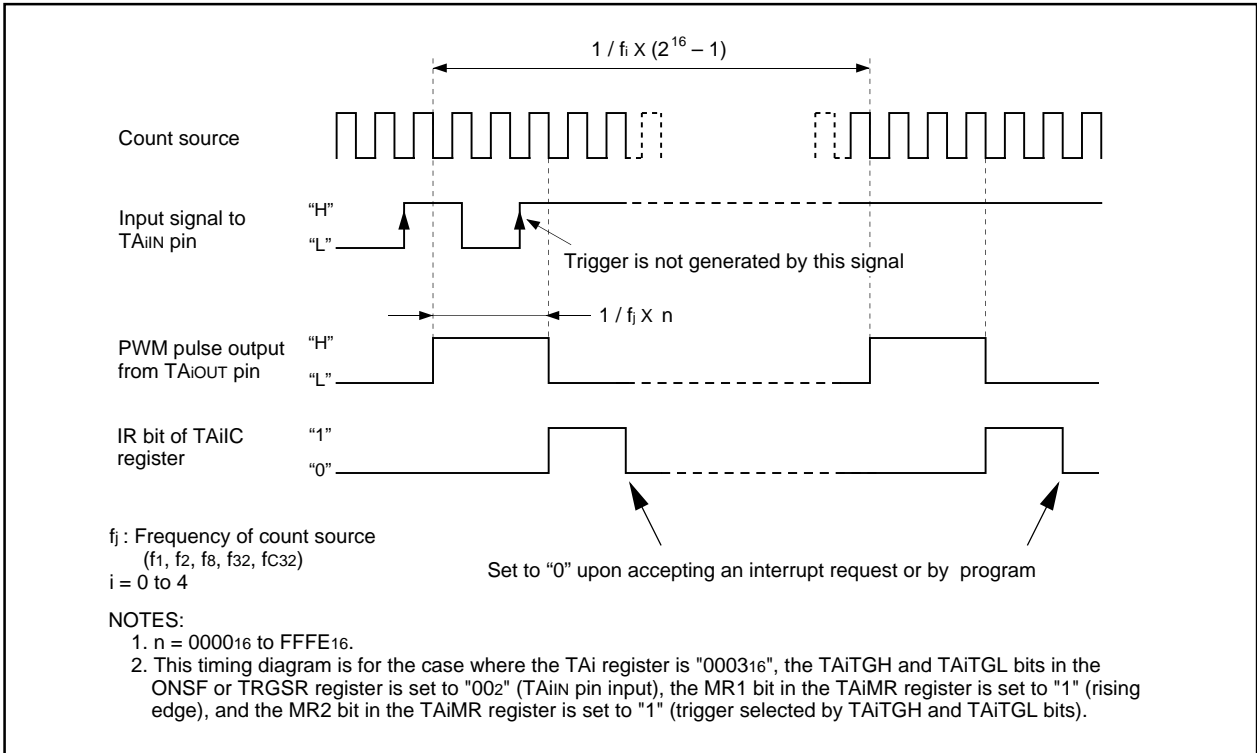 1 / fi X (2^16 – 1)
Count source
Input signal to
TAiIN pin
“H”
“L”
Trigger is not generated by this signal
1 / fj X n
PWM pulse output
from TAiOUT pin
“H”
“L”
IR bit of TAiIC
register
“1”
“0”
fj : Frequency of count source
(f1, f2, f8, f32, fC32)
i = 0 to 4
Set to “0” upon accepting an interrupt request or by program
NOTES:
1. n = 000016 to FFFE16.
2. This timing diagram is for the case where the TAi register is "000316", the TAiTGH and TAiTGL bits in the
ONSF or TRGSR register is set to "002" (TAiIN pin input), the MR1 bit in the TAiMR register is set to "1" (rising
edge), and the MR2 bit in the TAiMR register is set to "1" (trigger selected by TAiTGH and TAiTGL bits).